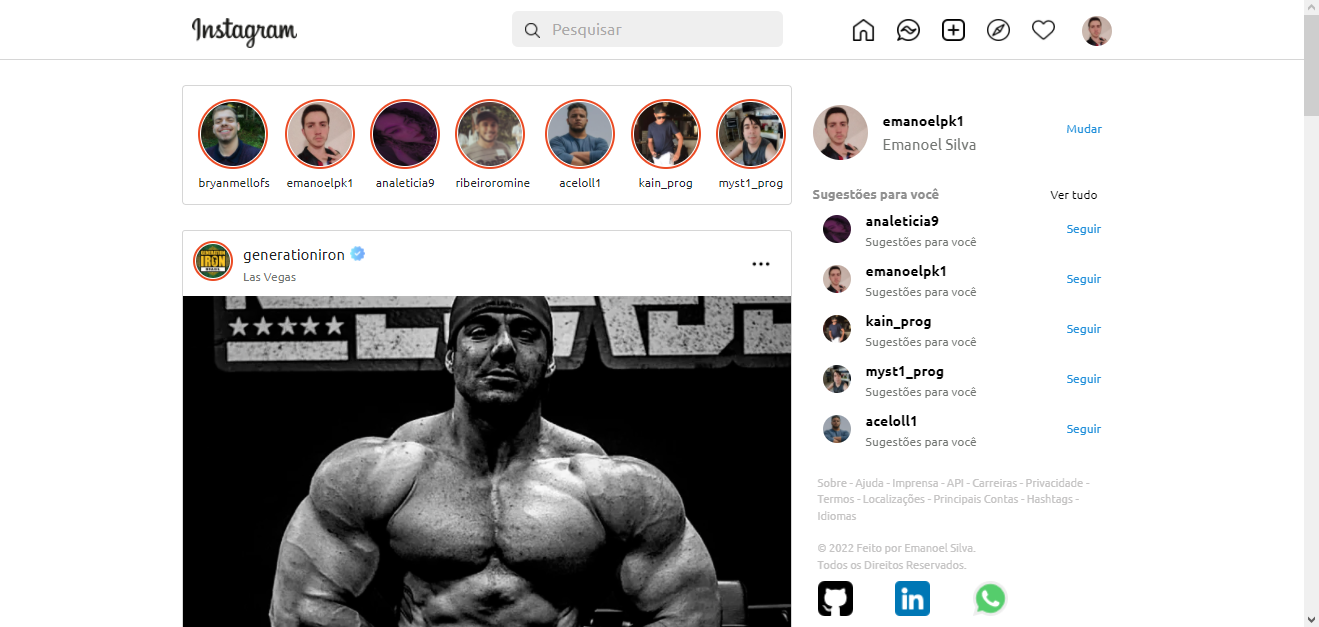 Instagram
Pesquisar
bryanmellofs
emanoelpk1
analeticia9
ribeiroromine
aceloll1
kain_prog
myst1_prog
generationiron
Las Vegas
GENERATION
IRON
emanoelpk1
Emanoel Silva
Mudar
Sugestões para você
Ver tudo
analeticia9
Sugestões para você
Seguir
emanoelpk1
Sugestões para você
Seguir
kain_prog
Sugestões para você
Seguir
myst1_prog
Sugestões para você
Seguir
aceloll1
Sugestões para você
Seguir
Sobre - Ajuda - Imprensa - API - Carreiras - Privacidade -
Termos - Localizações - Principais Contas - Hashtags -
Idiomas
© 2022 Feito por Emanoel Silva.
Todos os Direitos Reservados.
in